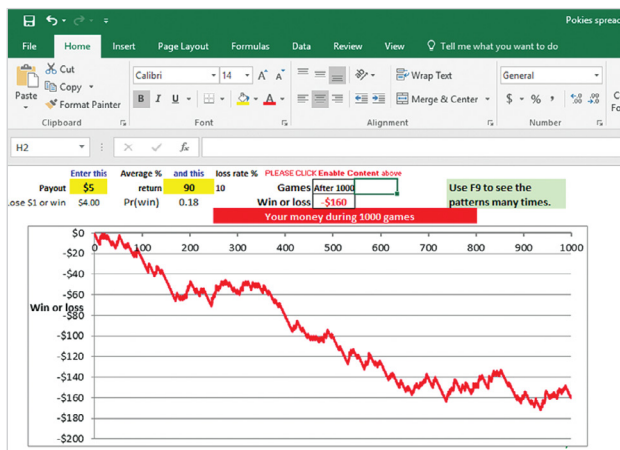 Pokies spread
File Home Insert Page Layout Formulas Data Review View Tell me what you want to do
Cut
Copy
Format Painter
Paste
Calibri 14 A A
B I U A
Wrap Text
Merge & Center
General
$ % ,
Clipboard Font Alignment Number
H2 fx
Enter this Average % and this loss rate % PLEASE CLICK Enable Content above
Payout $5 return 90 10 Games After 1000
ose $1 or win $4.00 Pr(win) 0.18 Win or loss -$160
Use F9 to see the
patterns many times.
Your money during 1000 games
$0
0 100 200 300 400 500 600 700 800 900 1000
-$20
-$40
-$60
Win or loss
-$80
-$100
-$120
-$140
-$160
-$180
-$200